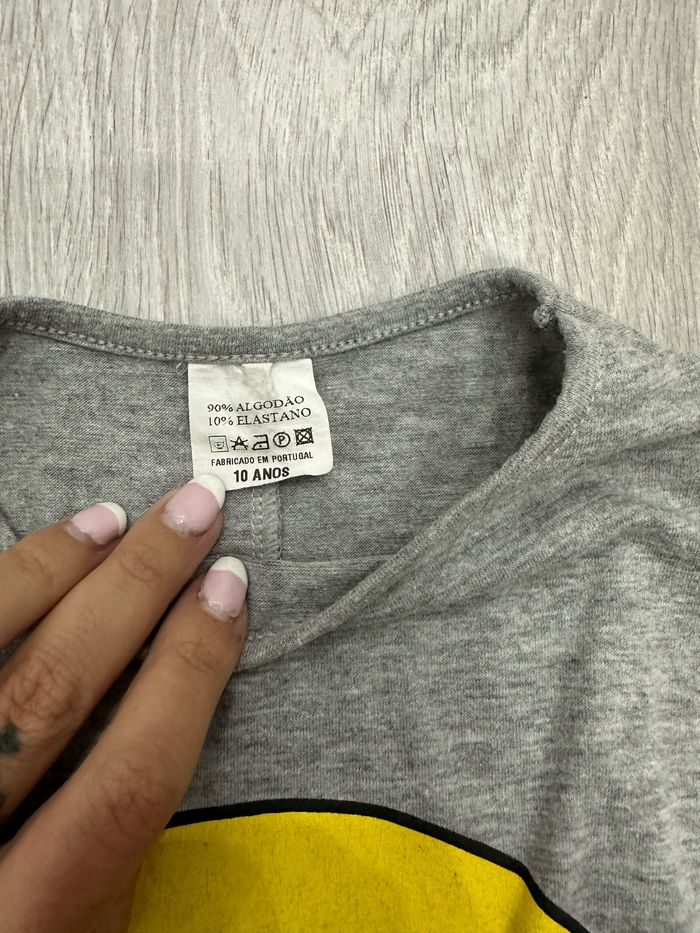 90% ALGODÃO
10% ELASTANO
P
FABRICADO EM PORTUGAL
10 ANOS